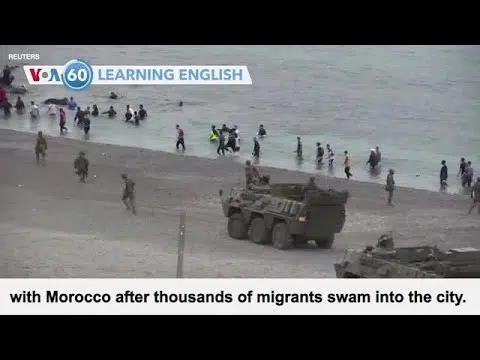 REUTERS
VOA 60 LEARNING ENGLISH
with Morocco after thousands of migrants swam into the city.